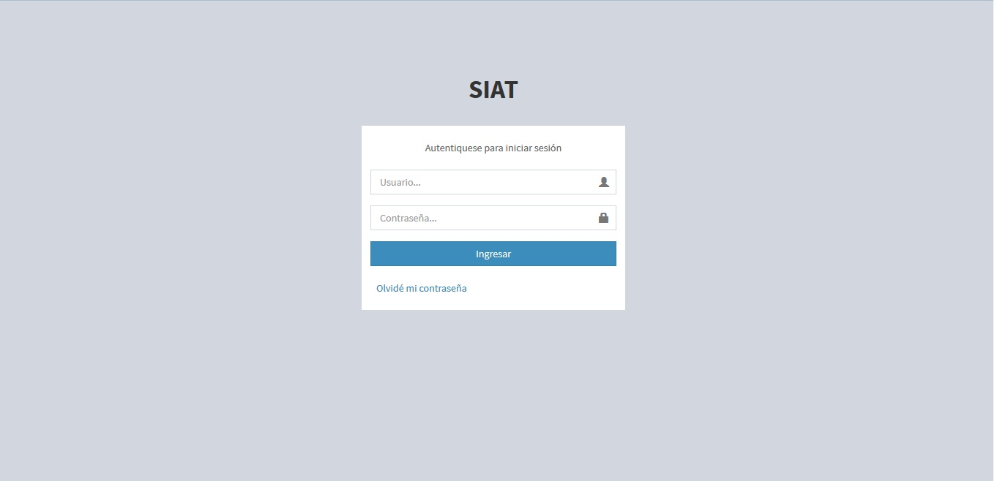 SIAT
Autentiquese para iniciar sesión
Usuario...
Contraseña...
Ingresar
Olvidé mi contraseña